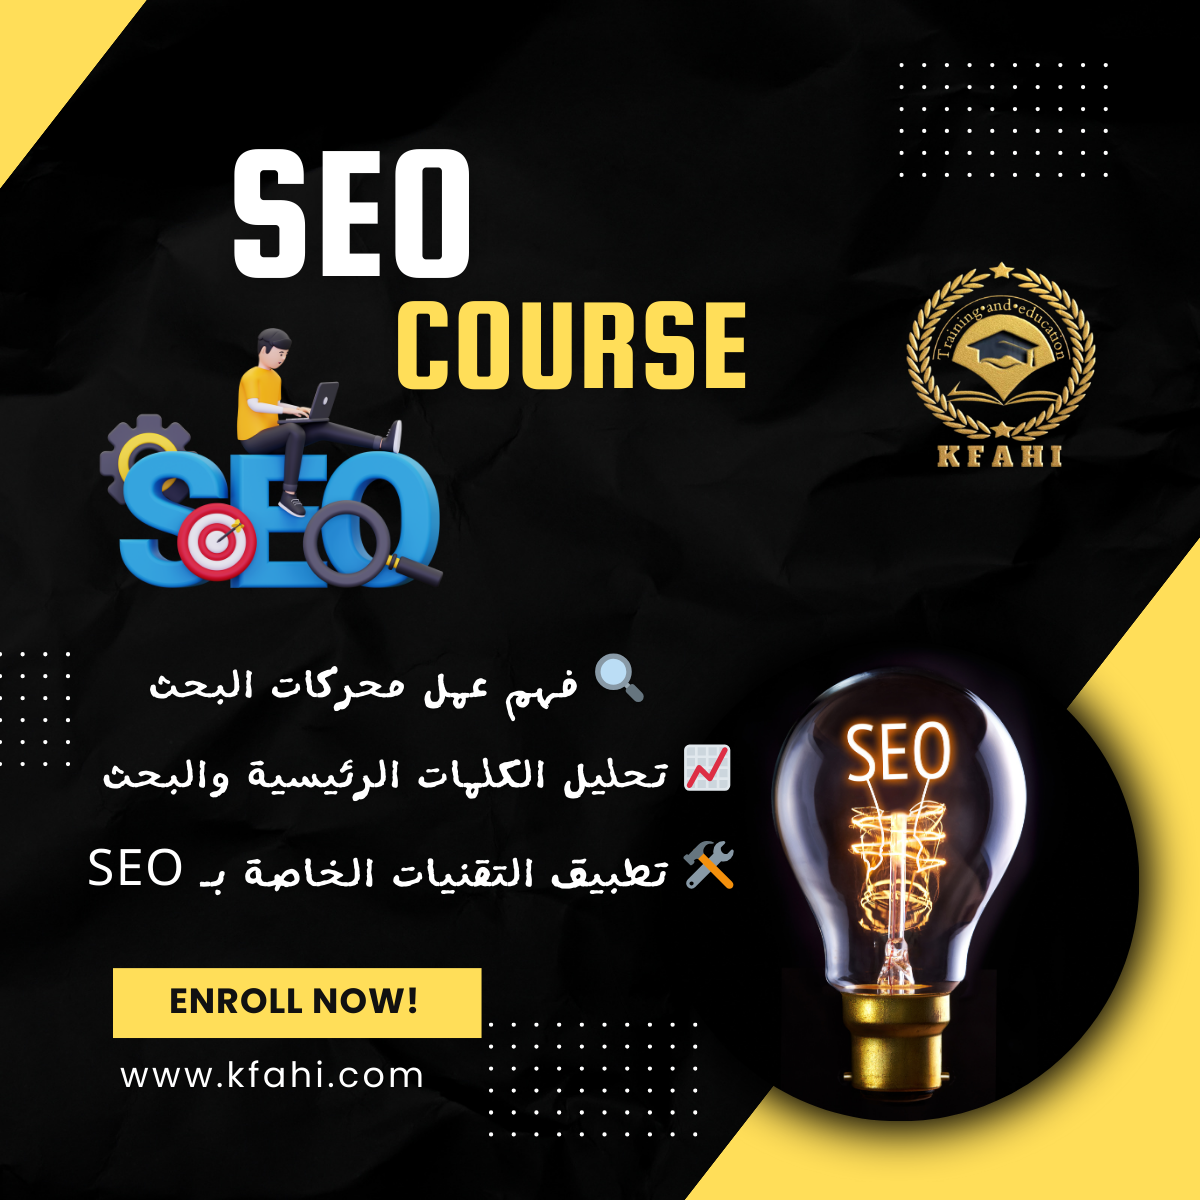 SEO
COURSE
Training•and•education
KFAHI
SEO
فهم عمل محركات البحث
تحليل الكلمات الرئيسية والبحث
تطبيق التقنيات الخاصة بـ SEO
SEO
ENROLL NOW!
www.kfahi.com